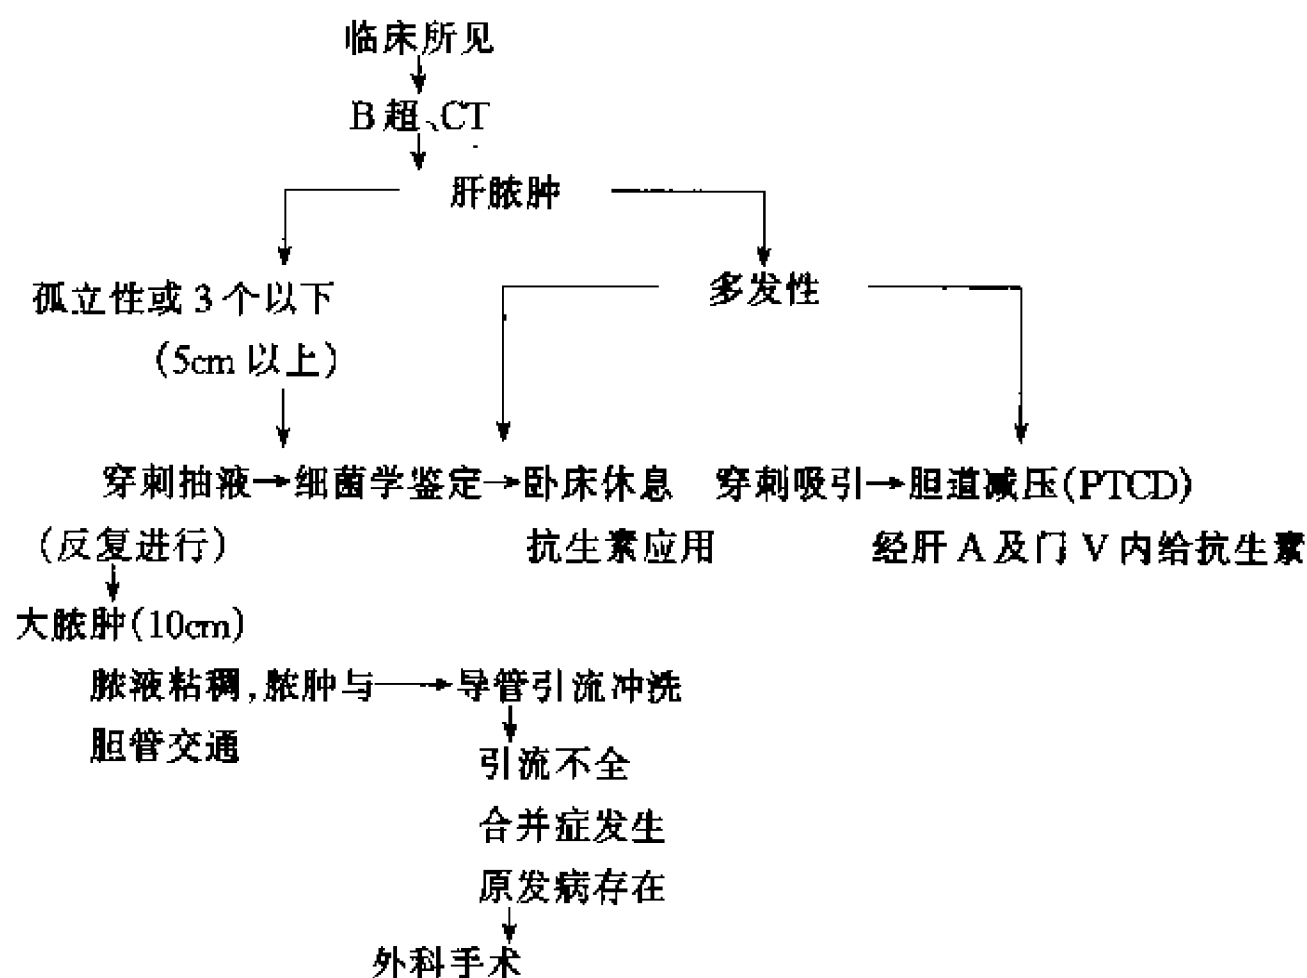 临床所见
B超、CT
肝脓肿
多发性
孤立性或3个以下
(5cm以上)
穿刺抽液→细菌学鉴定→卧床休息 穿刺吸引→胆道减压(PTCD)
(反复进行) 抗生素应用 经肝A及门V内给抗生素
大脓肿(10cm)
脓液粘稠,脓肿与→导管引流冲洗
胆管交通
引流不全
合并症发生
原发病存在
外科手术